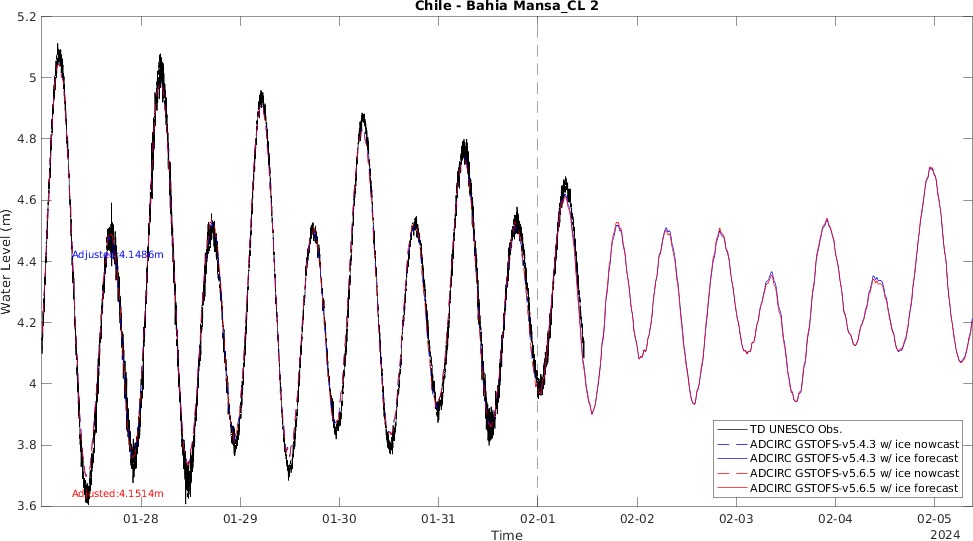 Chile - Bahia Mansa_CL 2
5.2
5
4.8
4.6
4.4
4.2
4
3.8
3.6
Water Level (m)
Adjusted:4.1486m
Adjusted:4.1514m
TD UNESCO Obs.
ADCIRC GSTOFS-v5.4.3 w/ ice nowcast
ADCIRC GSTOFS-v5.4.3 w/ ice forecast
ADCIRC GSTOFS-v5.6.5 w/ ice nowcast
ADCIRC GSTOFS-v5.6.5 w/ ice forecast
01-28 01-29 01-30 01-31 02-01 02-02 02-03 02-04 02-05
Time
2024